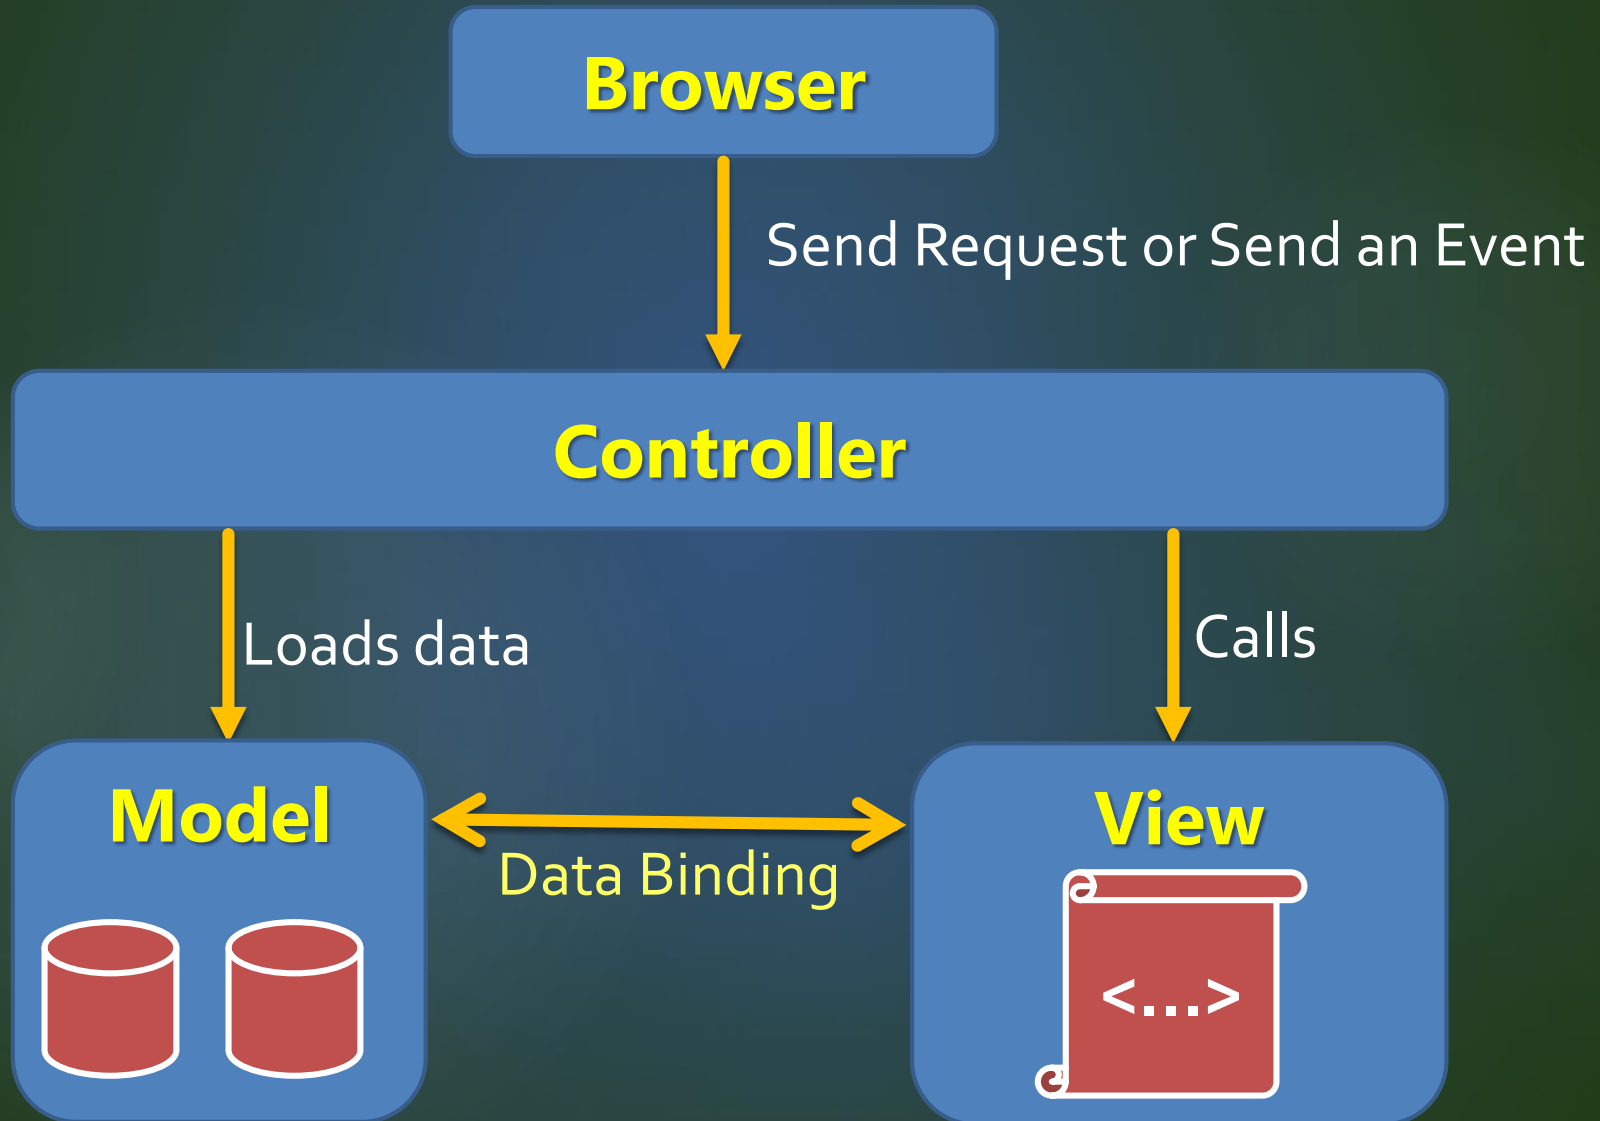 Browser
Send Request or Send an Event
Controller
Loads data
Calls
Model
View
Data Binding
<...>